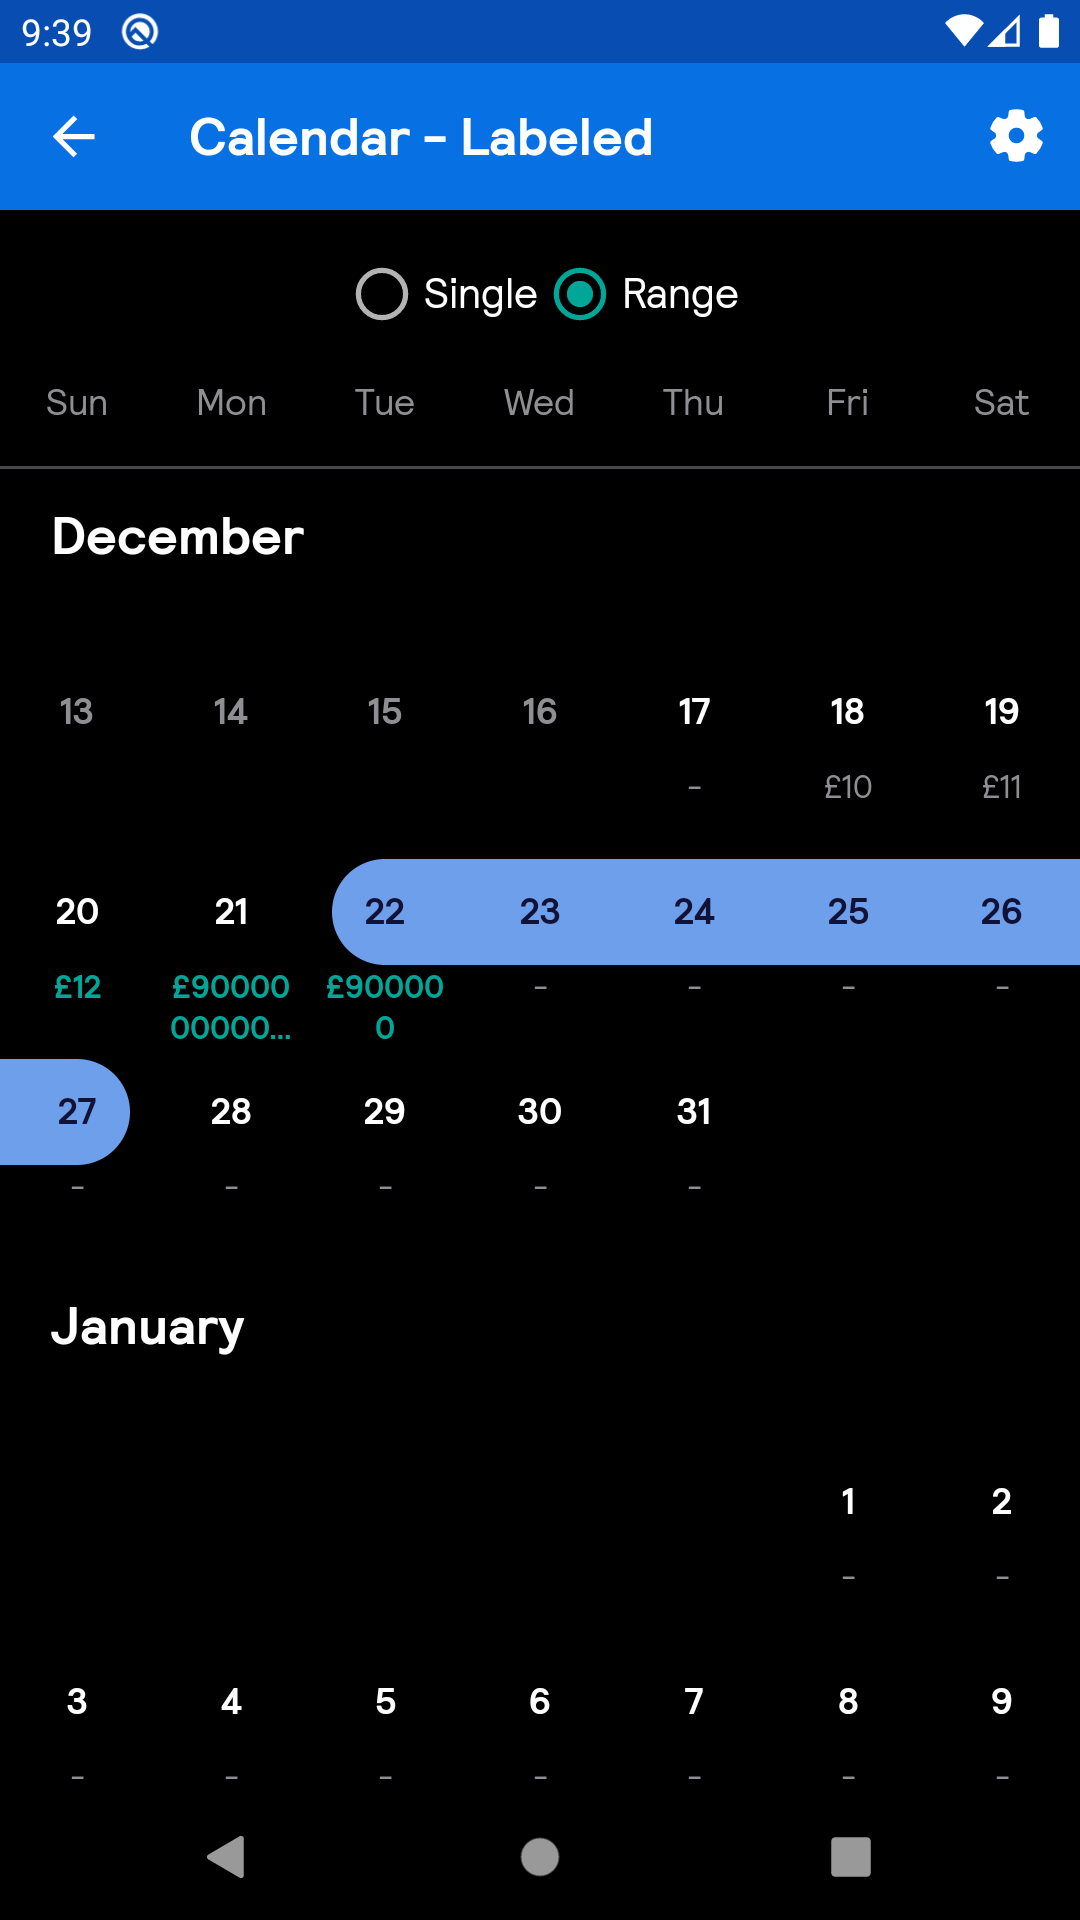 9:39
Calendar - Labeled
Single Range
Sun Mon Tue Wed Thu Fri Sat
December
13 14 15 16 17 18 19
- £10 £11
20 21 22 23 24 25 26
£12 £90000 £90000 - - - -
00000... 0
27 28 29 30 31
- - - - -
January
1 2
- -
3 4 5 6 7 8 9
- - - - - - -